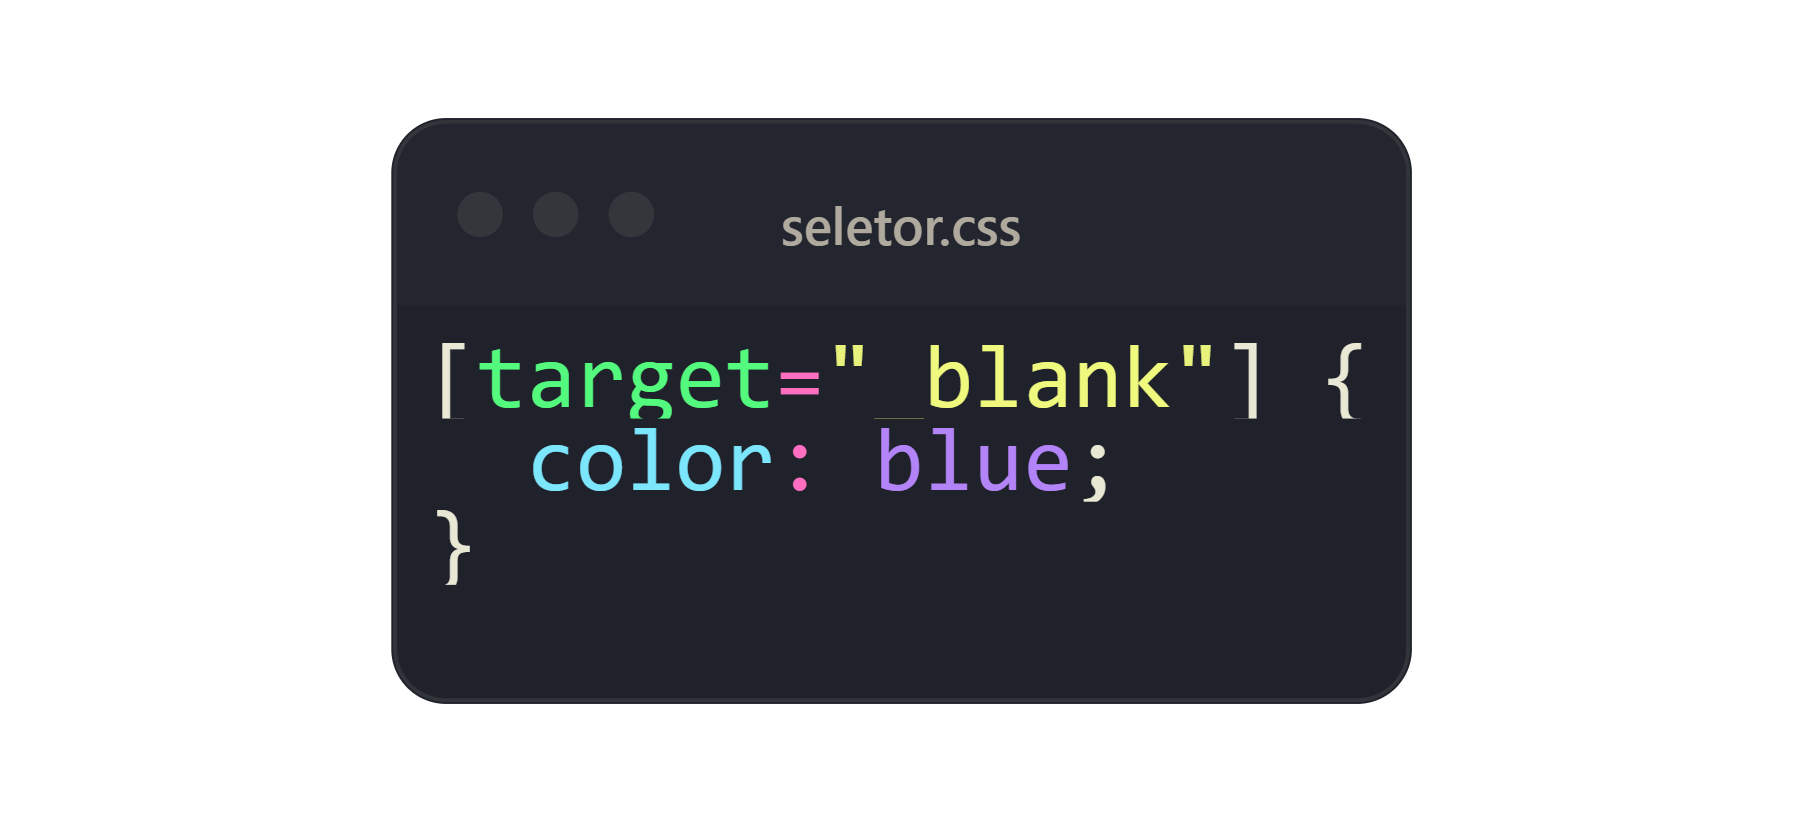 seletor.css
[target="_blank"] {
  color: blue;
}